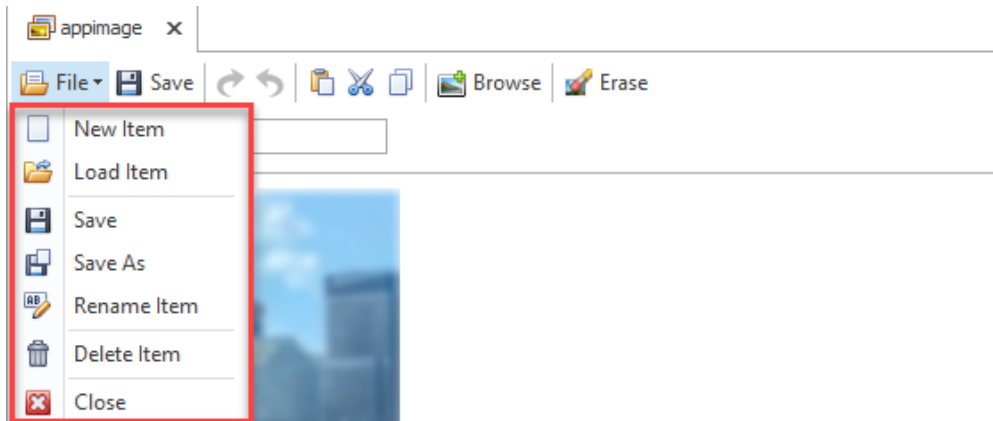 appimage
File Save Browse Erase
New Item
Load Item
Save
Save As
Rename Item
Delete Item
Close